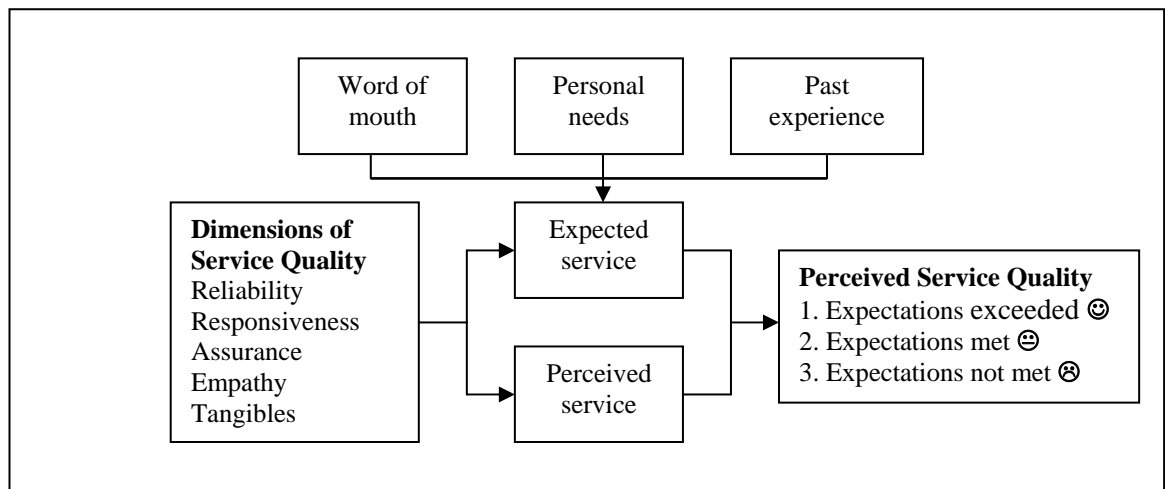 Word of
mouth
Personal
needs
Past
experience
Dimensions of
Service Quality
Reliability
Responsiveness
Assurance
Empathy
Tangibles
Expected
service
Perceived
service
Perceived Service Quality
1. Expectations exceeded ☺
2. Expectations met 😐
3. Expectations not met ☹